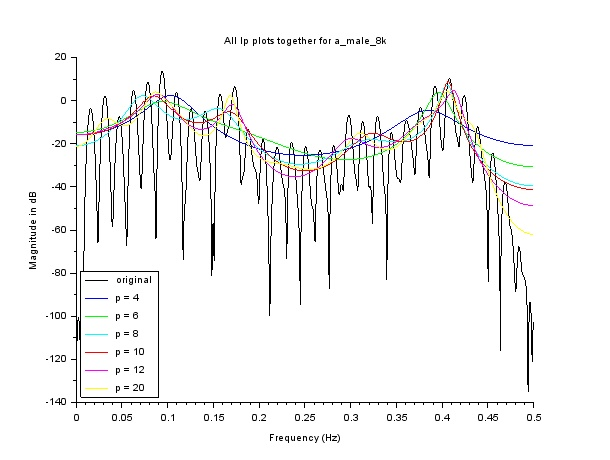 All lp plots together for a_male_8k
20
0
-20
-40
-60
-80
-100
-120
-140
Magnitude in dB
original
p = 4
p = 6
p = 8
p = 10
p = 12
p = 20
0 0.05 0.1 0.15 0.2 0.25 0.3 0.35 0.4 0.45 0.5
Frequency (Hz)